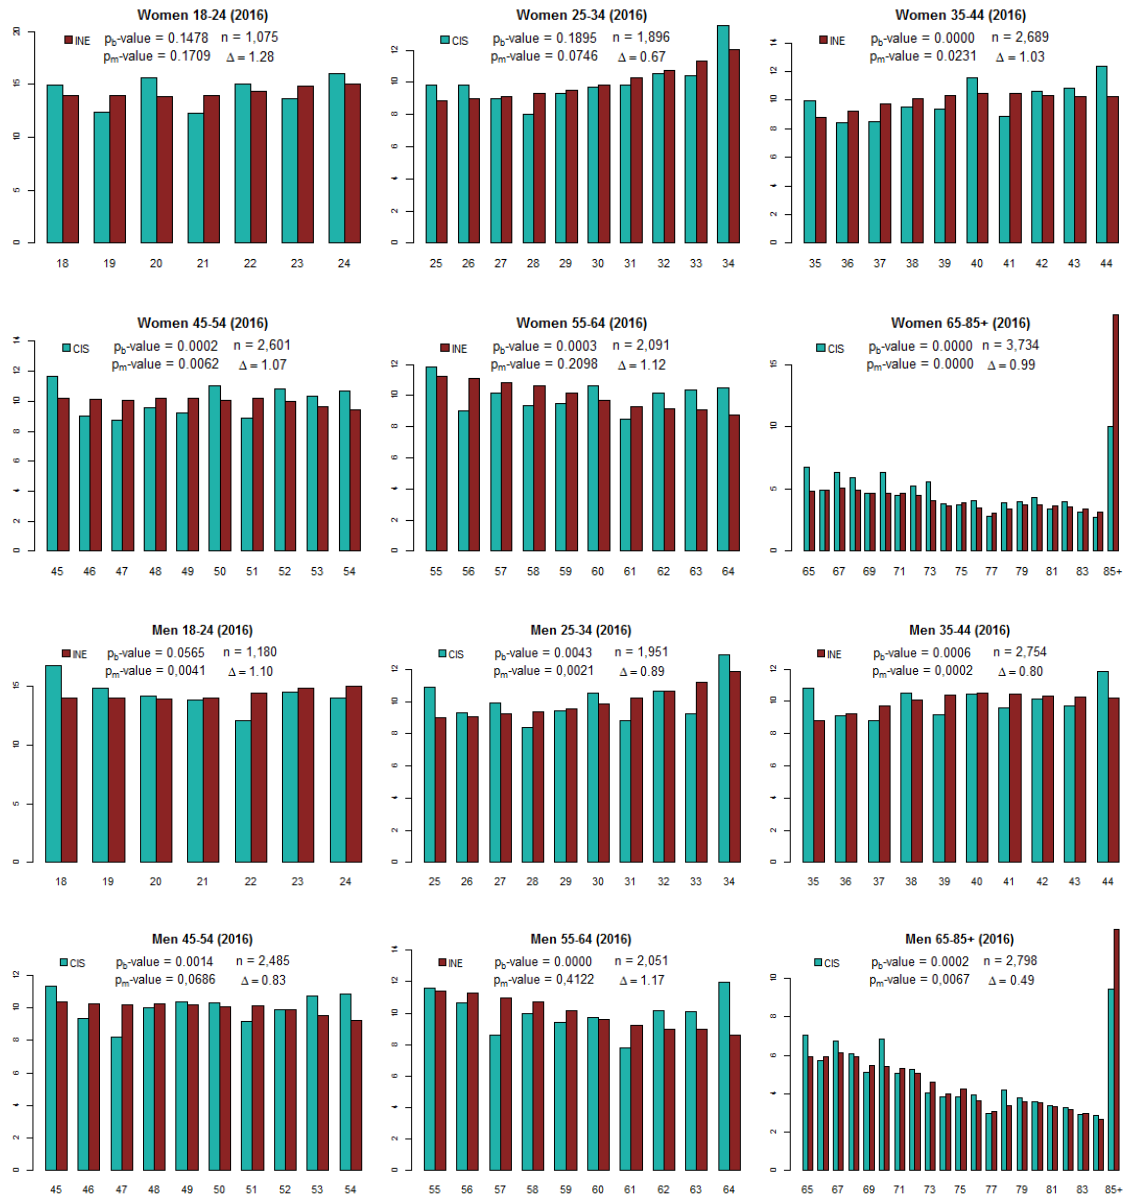 Women 18-24 (2016)
INE
pb-value = 0.1478 n = 1,075
pm-value = 0.1709 Δ = 1.28
0 5 10 15 20
18 19 20 21 22 23 24
Women 25-34 (2016)
CIS
pb-value = 0.1895 n = 1,896
pm-value = 0.0746 Δ = 0.67
0 2 4 6 8 10 12
25 26 27 28 29 30 31 32 33 34
Women 35-44 (2016)
INE
pb-value = 0.0000 n = 2,689
pm-value = 0.0231 Δ = 1.03
0 2 4 6 8 10 12 14
35 36 37 38 39 40 41 42 43 44
Women 45-54 (2016)
CIS
pb-value = 0.0002 n = 2,601
pm-value = 0.0062 Δ = 1.07
0 2 4 6 8 10 12 14
45 46 47 48 49 50 51 52 53 54
Women 55-64 (2016)
INE
pb-value = 0.0003 n = 2,091
pm-value = 0.2098 Δ = 1.12
0 2 4 6 8 10 12
55 56 57 58 59 60 61 62 63 64
Women 65-85+ (2016)
CIS
pb-value = 0.0000 n = 3,734
pm-value = 0.0000 Δ = 0.99
0 5 10 15
65 67 69 71 73 75 77 79 81 83 85+
Men 18-24 (2016)
INE
pb-value = 0.0565 n = 1,180
pm-value = 0,0041 Δ = 1.10
0 5 10 15
18 19 20 21 22 23 24
Men 25-34 (2016)
CIS
pb-value = 0.0043 n = 1,951
pm-value = 0,0021 Δ = 0.89
0 2 4 6 8 10 12
25 26 27 28 29 30 31 32 33 34
Men 35-44 (2016)
INE
pb-value = 0.0006 n = 2,754
pm-value = 0,0002 Δ = 0.80
0 2 4 6 8 10 12
35 36 37 38 39 40 41 42 43 44
Men 45-54 (2016)
CIS
pb-value = 0.0014 n = 2,485
pm-value = 0,0686 Δ = 0.83
0 2 4 6 8 10 12
45 46 47 48 49 50 51 52 53 54
Men 55-64 (2016)
INE
pb-value = 0.0000 n = 2,051
pm-value = 0,4122 Δ = 1.17
0 2 4 6 8 10 12 14
55 56 57 58 59 60 61 62 63 64
Men 65-85+ (2016)
CIS
pb-value = 0.0002 n = 2,798
pm-value = 0,0067 Δ = 0.49
0 2 4 6 8 10
65 67 69 71 73 75 77 79 81 83 85+